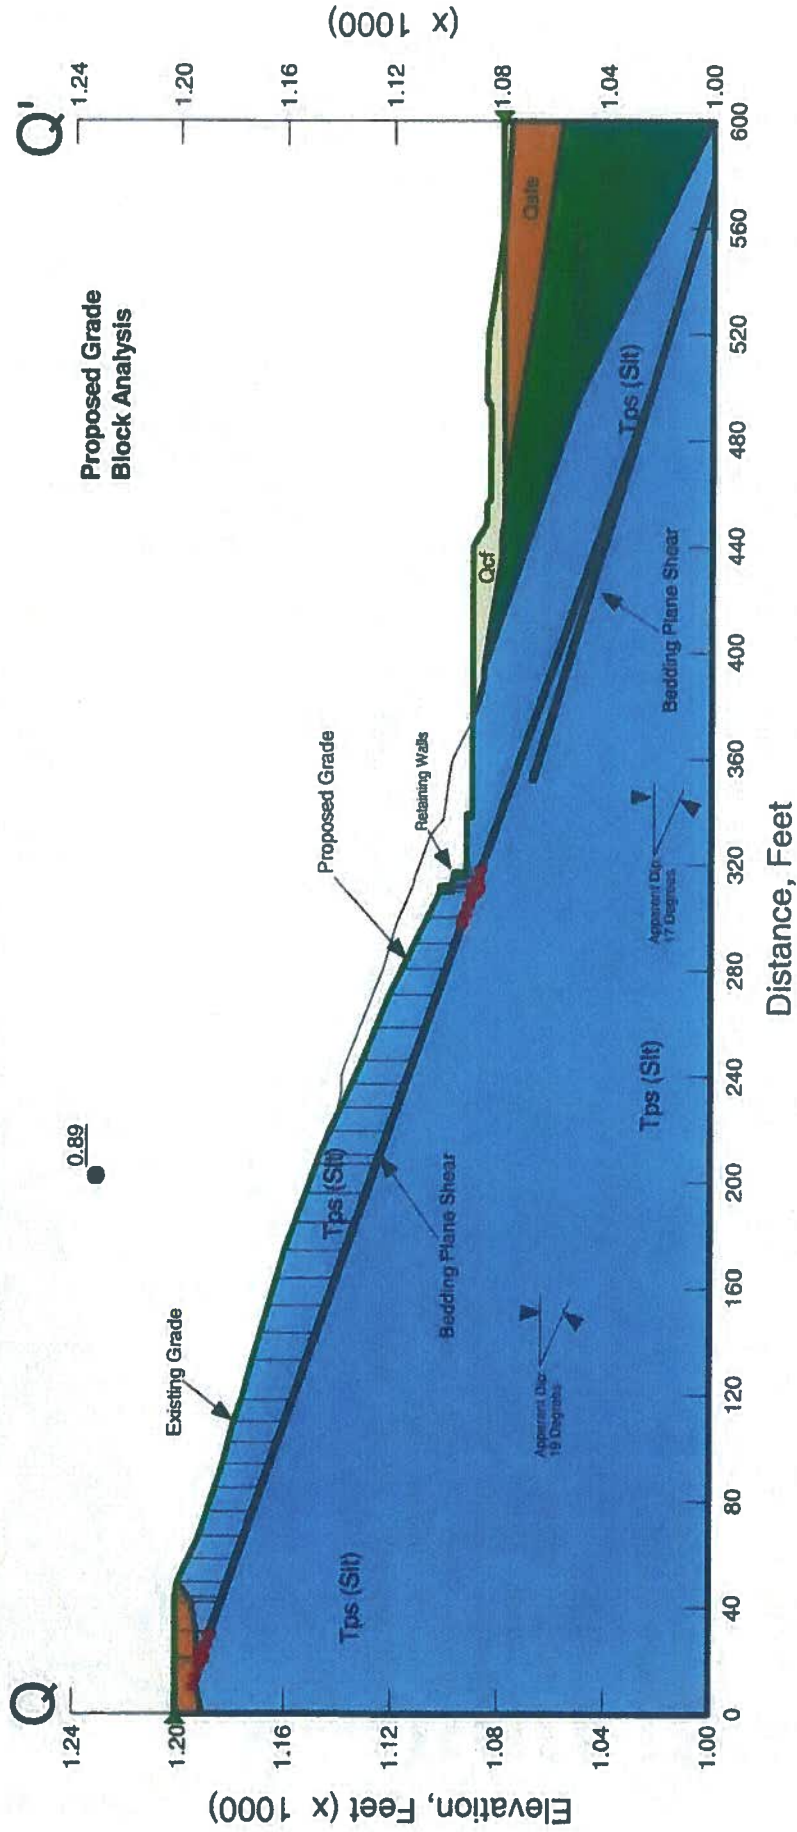 Q
Q'
Proposed Grade
Block Analysis
0.89
Existing Grade
Proposed Grade
Retaining Walls
Tps (Slt)
Tps (Slt)
Tps (Slt)
Tps (Slt)
Qcf
Qafe
Bedding Plane Shear
Bedding Plane Shear
Apparent Dip
19 Degrees
Apparent Dip
17 Degrees
Elevation, Feet (x 1000)
1.24
1.20
1.16
1.12
1.08
1.04
1.00
(x 1000)
1.24
1.20
1.16
1.12
1.08
1.04
1.00
0
40
80
120
160
200
240
280
320
360
400
440
480
520
560
600
Distance, Feet